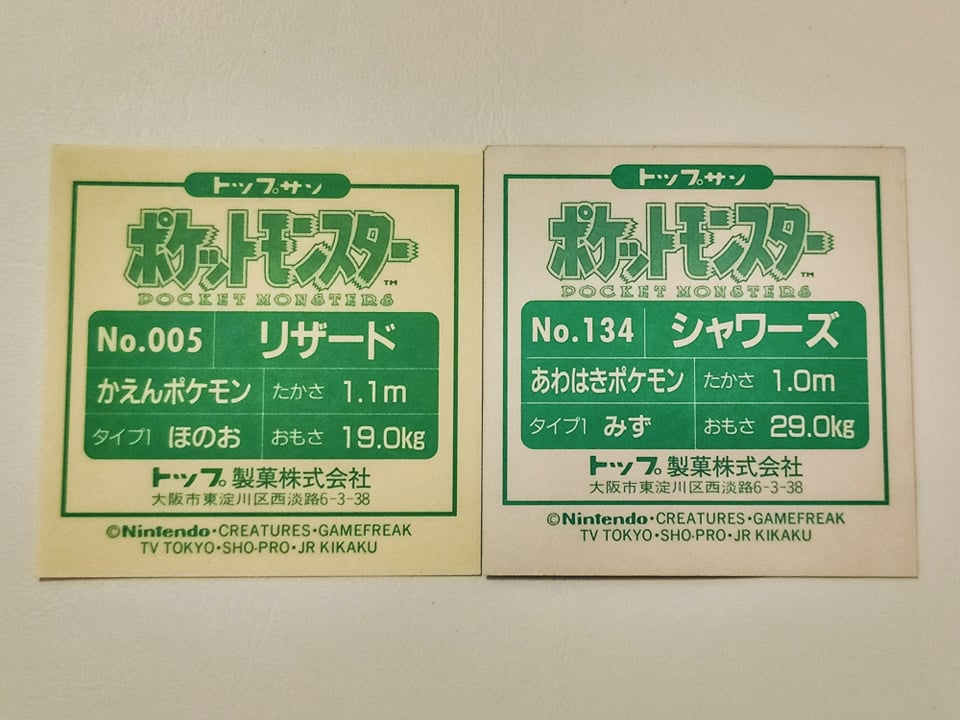 トップサン
ポケットモンスター™
POCKET MONSTERS
No.005 リザード
かえんポケモン たかさ 1.1m
タイプ1 ほのお おもさ 19.0kg
トップ。製菓株式会社
大阪市東淀川区西淡路6-3-38
©Nintendo・CREATURES・GAMEFREAK
TV TOKYO・SHO-PRO・JR KIKAKU
トップサン
ポケットモンスター™
POCKET MONSTERS
No.134 シャワーズ
あわはきポケモン たかさ 1.0m
タイプ1 みず おもさ 29.0kg
トップ。製菓株式会社
大阪市東淀川区西淡路6-3-38
©Nintendo・CREATURES・GAMEFREAK
TV TOKYO・SHO-PRO・JR KIKAKU